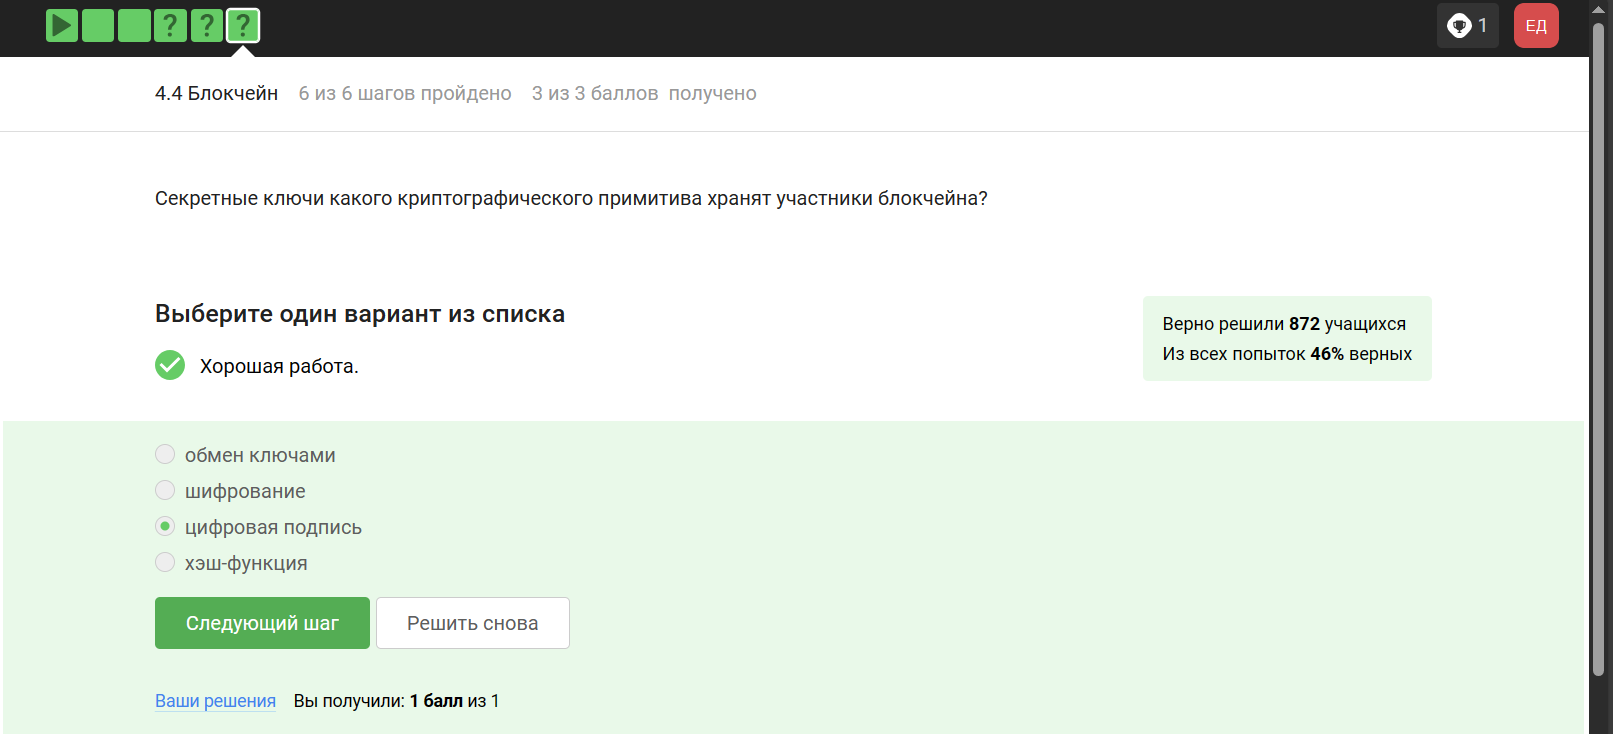 ? ? ?
1
ЕД
4.4 Блокчейн 6 из 6 шагов пройдено 3 из 3 баллов получено
Секретные ключи какого криптографического примитива хранят участники блокчейна?
Выберите один вариант из списка
Верно решили 872 учащихся
Из всех попыток 46% верных
Хорошая работа.
обмен ключами
шифрование
цифровая подпись
хэш-функция
Следующий шаг Решить снова
Ваши решения Вы получили: 1 балл из 1